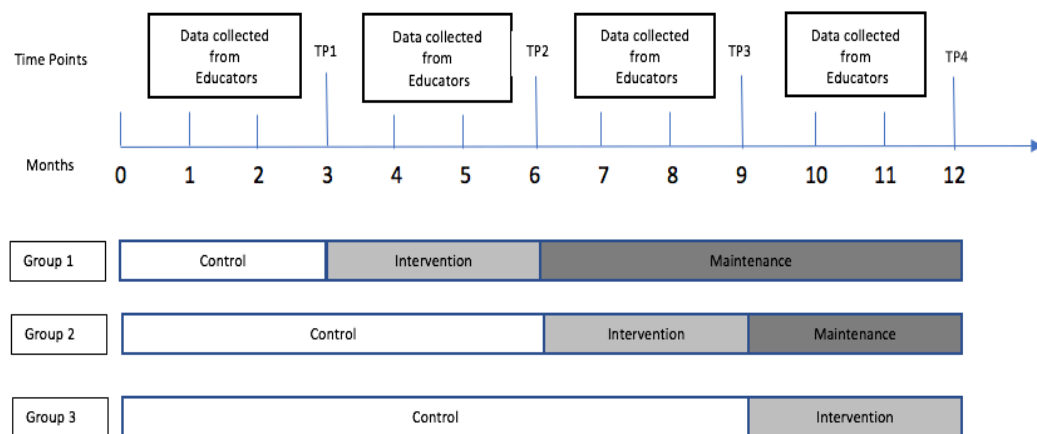 Time Points
Data collected
from
Educators
TP1
Data collected
from
Educators
TP2
Data collected
from
Educators
TP3
Data collected
from
Educators
TP4
Months
0 1 2 3 4 5 6 7 8 9 10 11 12
Group 1
Control
Intervention
Maintenance
Group 2
Control
Intervention
Maintenance
Group 3
Control
Intervention